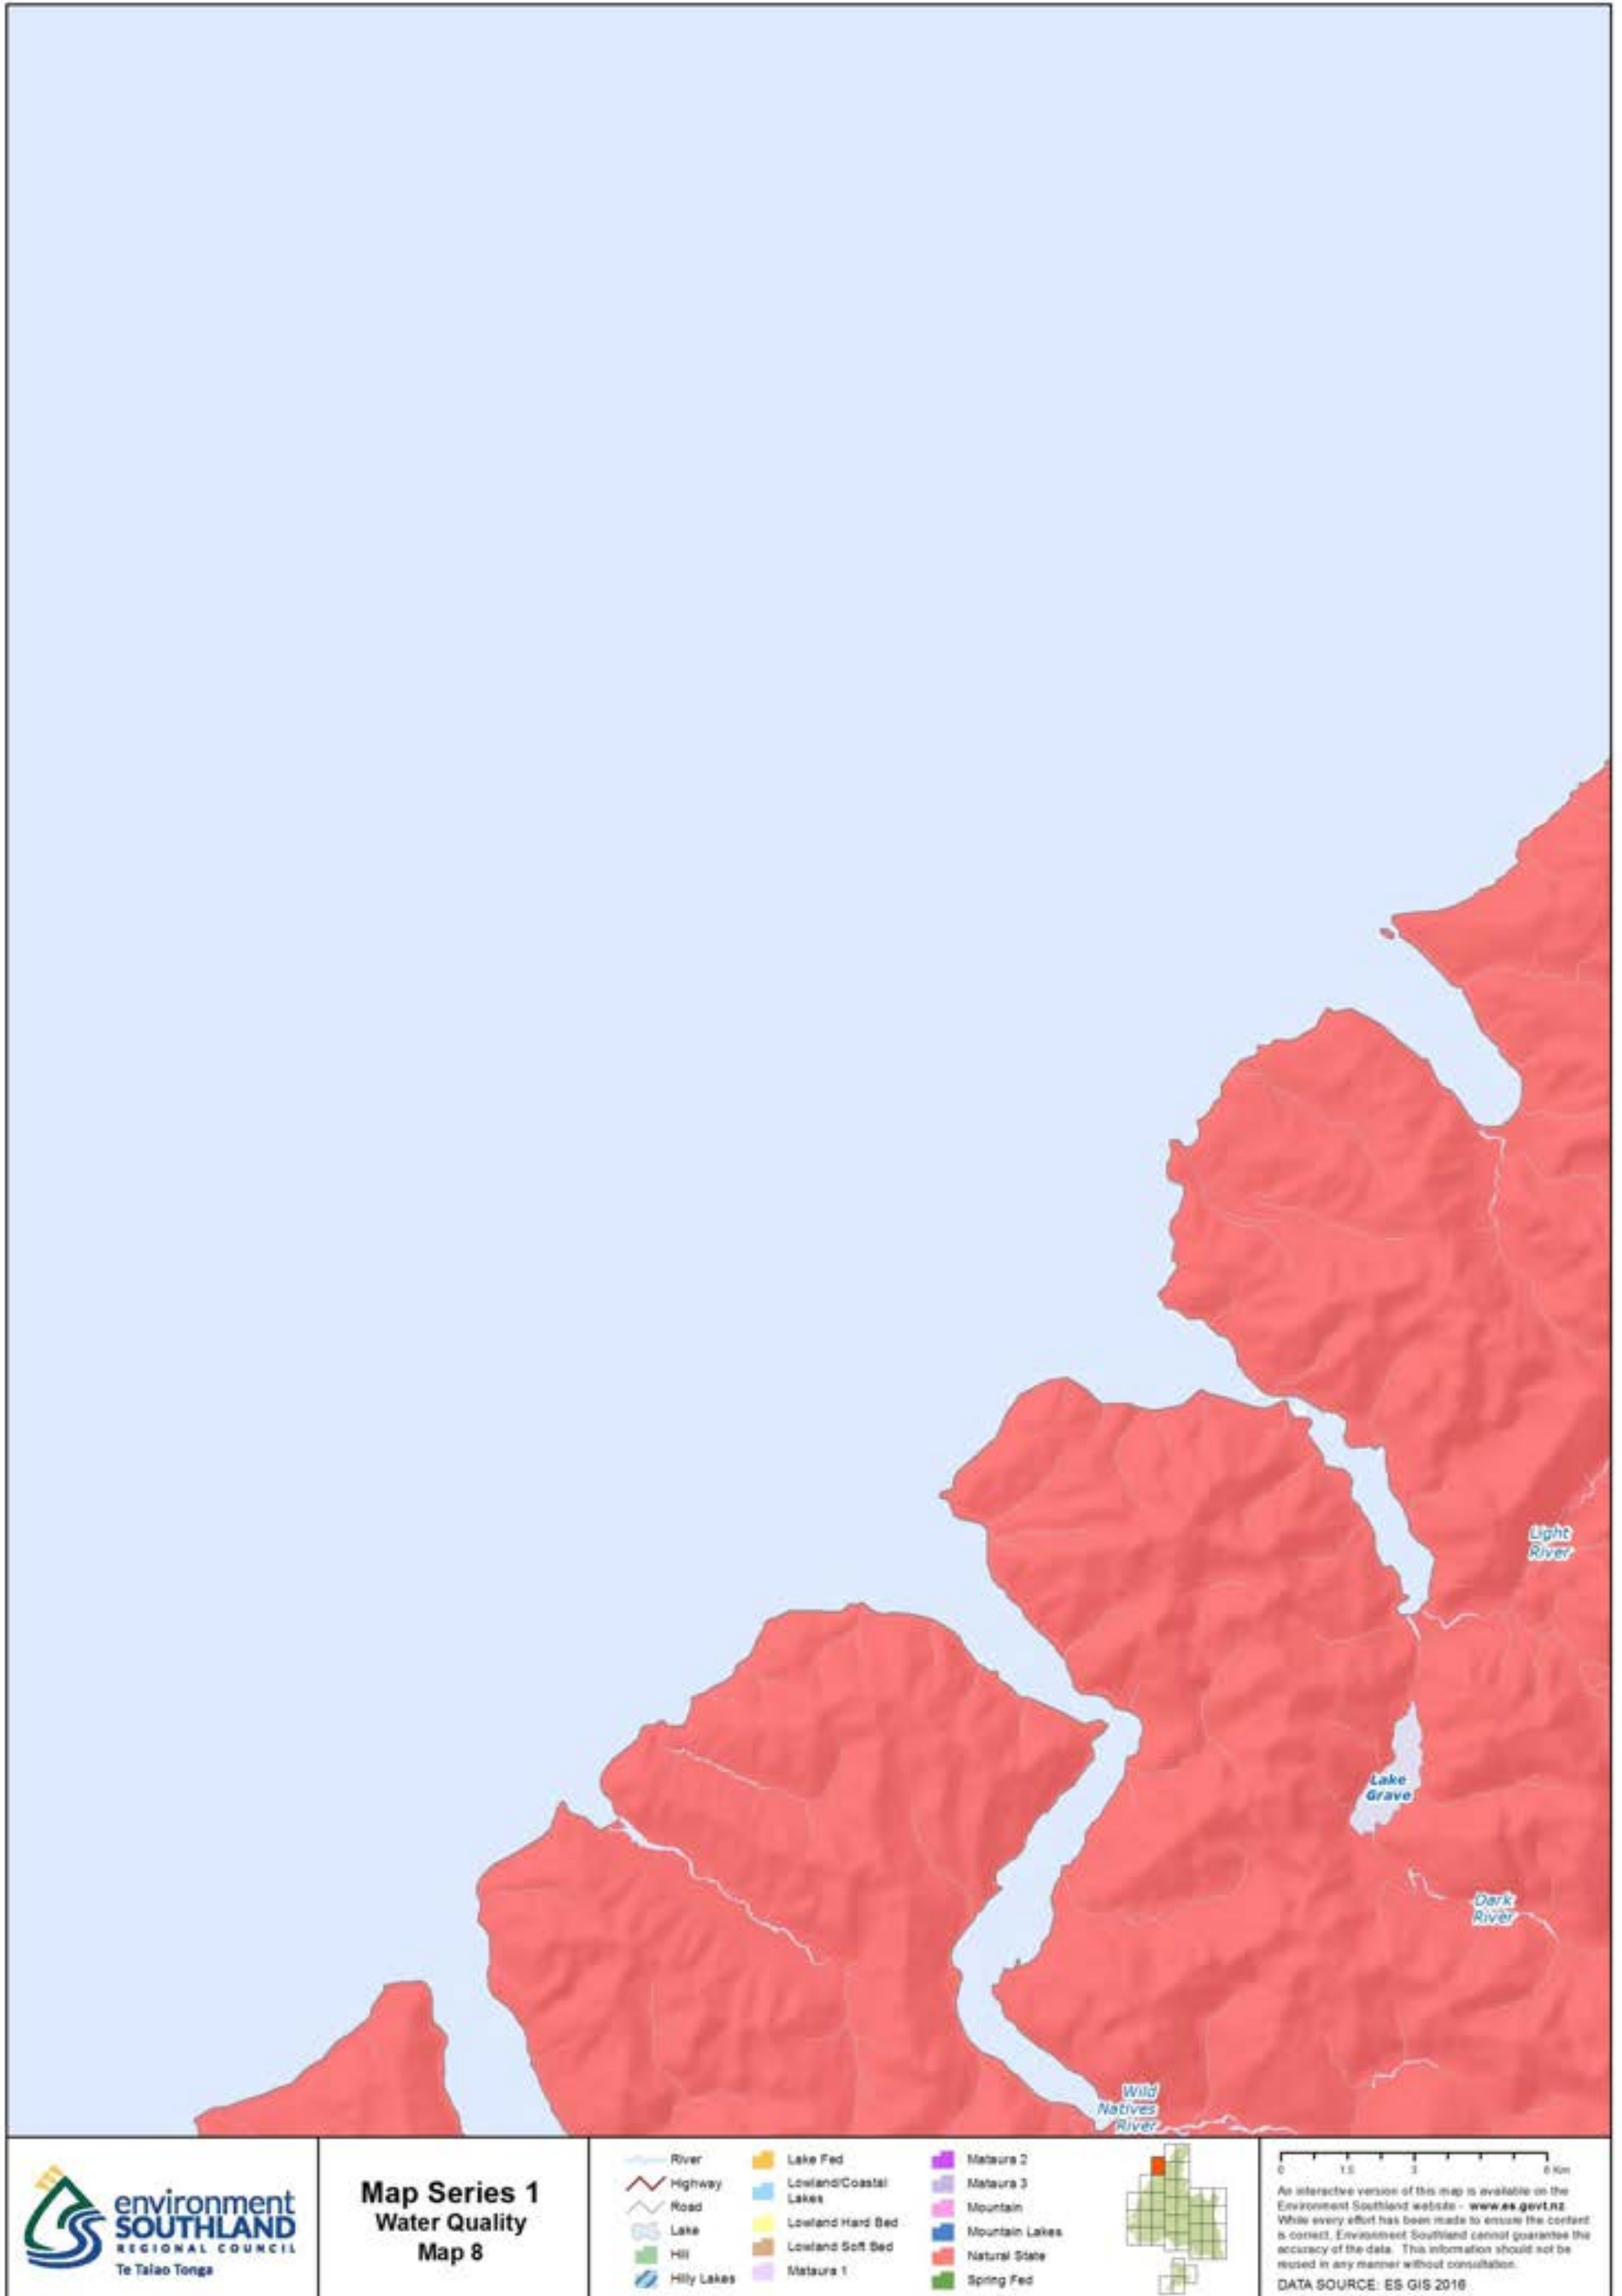 Light
River
Lake
Grave
Dark
River
Wild
Natives
River
environment
SOUTHLAND
REGIONAL COUNCIL
Te Taiao Tonga
Map Series 1
Water Quality
Map 8
River
Highway
Road
Lake
Hill
Hilly Lakes
Lake Fed
Lowland/Coastal
Lakes
Lowland Hard Bed
Lowland Soft Bed
Mataura 1
Mataura 2
Mataura 3
Mountain
Mountain Lakes
Natural State
Spring Fed
0 1.5 3 6 Km
An interactive version of this map is available on the
Environment Southland website - www.es.govt.nz
While every effort has been made to ensure the content
is correct, Environment Southland cannot guarantee the
accuracy of the data. This information should not be
reused in any manner without consultation.
DATA SOURCE: ES GIS 2016